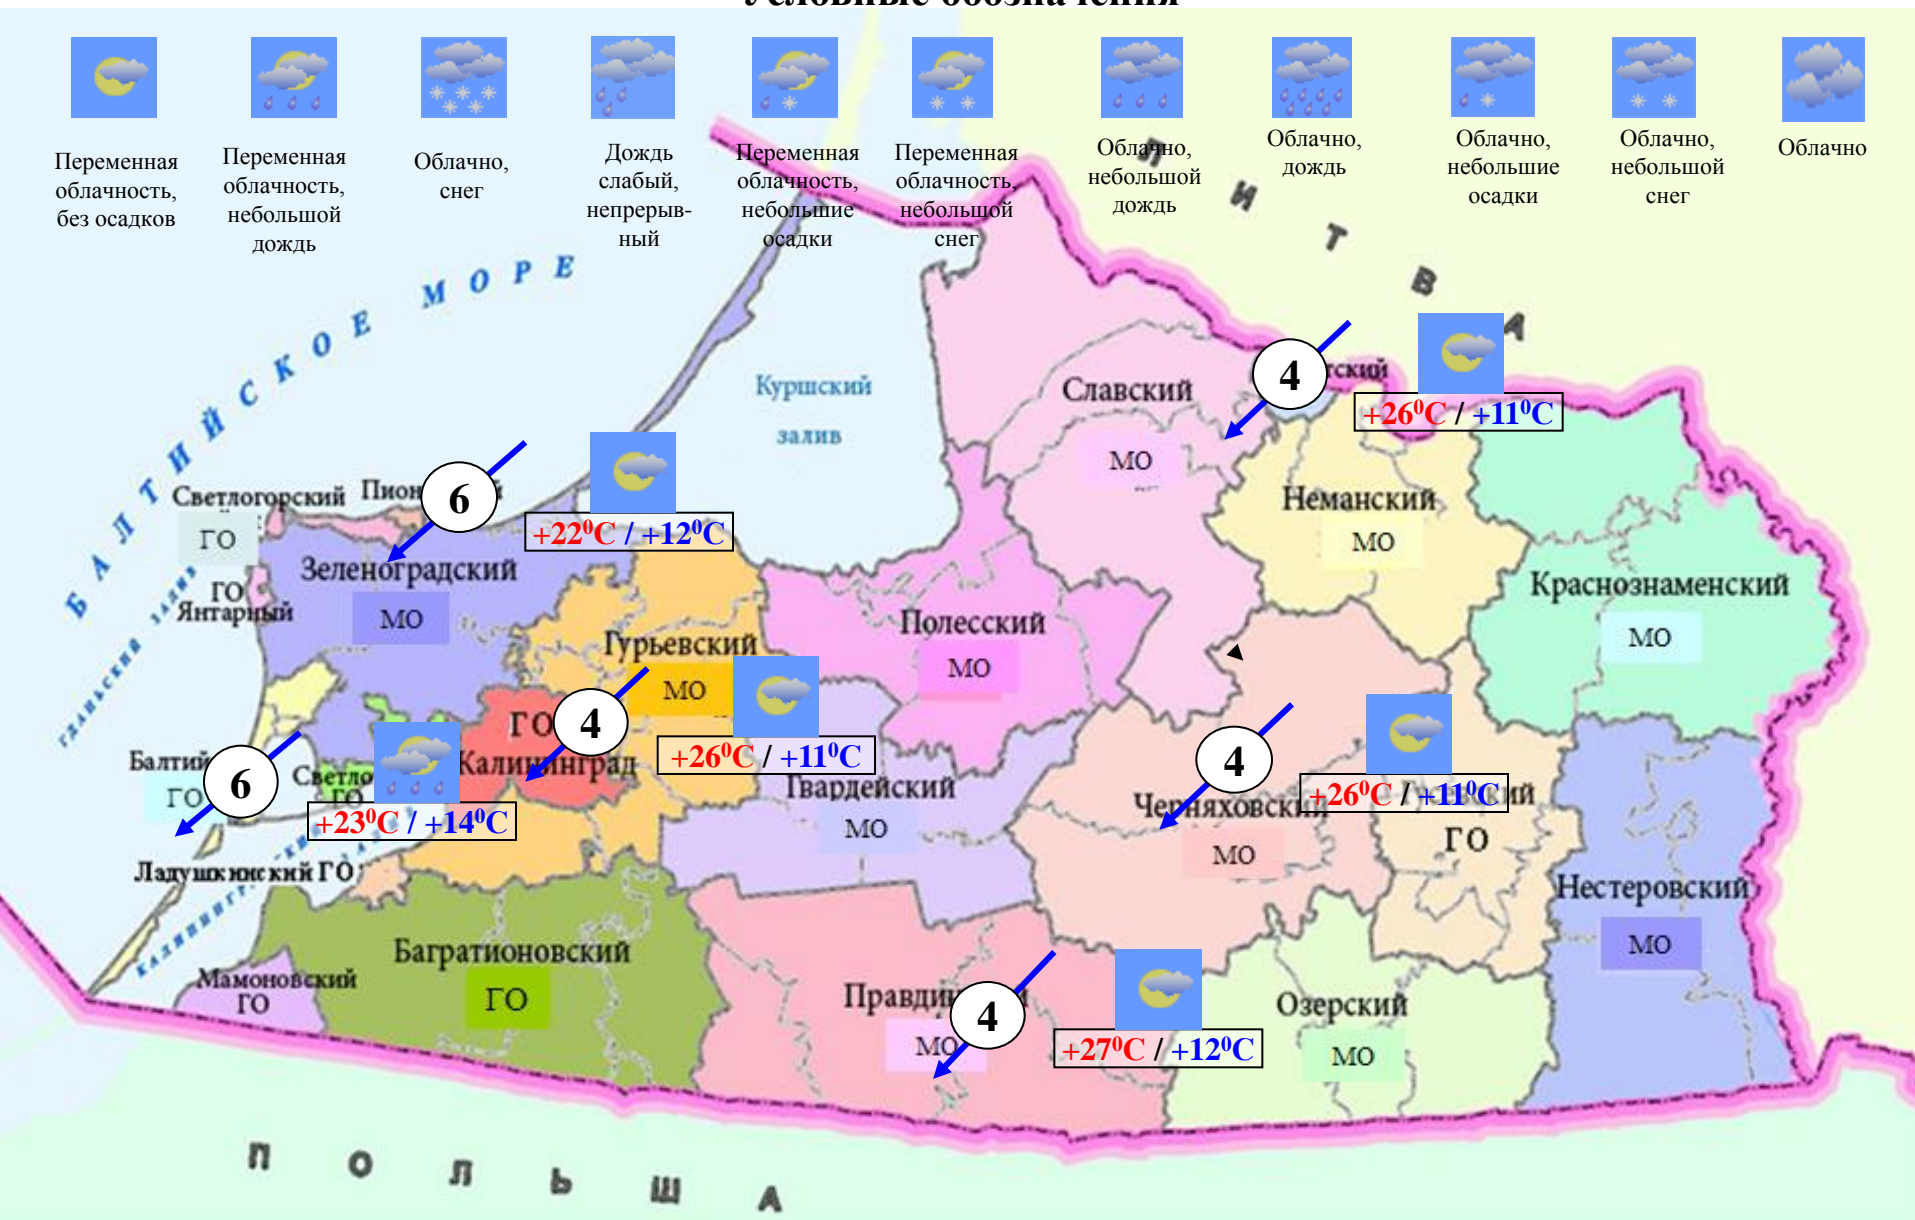 Условные обозначения
Переменная
облачность,
без осадков
Переменная
облачность,
небольшой
дождь
Облачно,
снег
Дождь
слабый,
непрерыв-
ный
Переменная
облачность,
небольшие
осадки
Переменная
облачность,
небольшой
снег
Облачно,
небольшой
дождь
Облачно,
дождь
Облачно,
небольшие
осадки
Облачно,
небольшой
снег
Облачно
ЛИТВА
БАЛТИЙСКОЕ МОРЕ
Куршский
залив
Славский
МО
4
+26⁰С / +11⁰С
Светлогорский
ГО
6
+22⁰С / +12⁰С
Неманский
МО
Зеленоградский
МО
ГО
Янтарный
Краснознаменский
МО
Гурьевский
МО
Полесский
МО
ГДАНЬСКИЙ ЗАЛИВ
ГО
Калининград
4
+26⁰С / +11⁰С
ГО
6
ГО
+23⁰С / +14⁰С
Гвардейский
МО
Черняховский
МО
4
+26⁰С / +11⁰С
ГО
Ладушкинский ГО
Нестеровский
МО
Багратионовский
ГО
Мамоновский
ГО
МО
4
+27⁰С / +12⁰С
Озерский
МО
ПОЛЬША